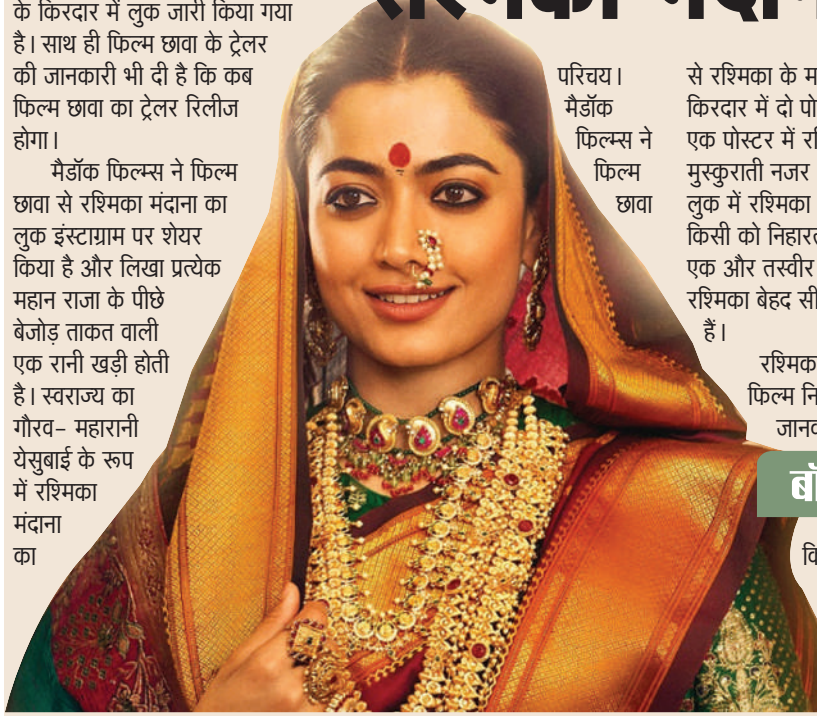 के किरदार में लुक जारी किया गया
है। साथ ही फिल्म छावा के ट्रेलर
की जानकारी भी दी है कि कब
फिल्म छावा का ट्रेलर रिलीज
होगा।
मैडॉक फिल्म्स ने फिल्म
छावा से रश्मिका मंदाना का
लुक इंस्टाग्राम पर शेयर
किया है और लिखा प्रत्येक
महान राजा के पीछे
बेजोड़ ताकत वाली
एक रानी खड़ी होती
है। स्वराज्य का
गौरव- महारानी
येसुबाई के रूप
में रश्मिका
मंदाना
का
परिचय।
मैडॉक
फिल्म्स ने
फिल्म
छावा
से रश्मिका के
किरदार में दो
एक पोस्टर में
मुस्कुराती नजर
लुक में रश्मिका
किसी को
एक और तस्वीर
रश्मिका बेहद
हैं।
फिल्म